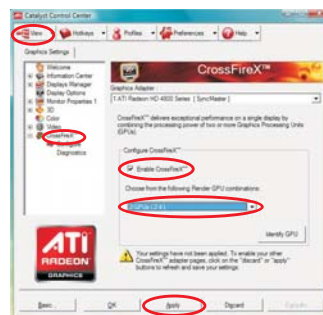 Catalyst Control Center
View
Hotkeys
Profiles
Preferences
Help
Graphics Settings
Welcome
Information Center
Displays Manager
Display Options
Monitor Properties 1
3D
Color
Video
CrossFireX
Configure
Diagnostics
CrossFireX™
Graphics Adapter
1.ATI Radeon HD 4800 Series [ SyncMaster ]
CrossFireX™ delivers exceptional performance on a single display by
combining the processing power of two or more Graphics Processing Units
(GPUs).
Configure CrossFireX™
Enable CrossFireX™
Choose from the following Render GPU combinations:
Identify GPU
Your settings have not been applied. To enable your other
CrossFireX™ adapter pages, click on the "discard" or "apply"
buttons to refresh and save your settings.
ATI
RADEON
GRAPHICS
Basic...
OK
Apply
Discard